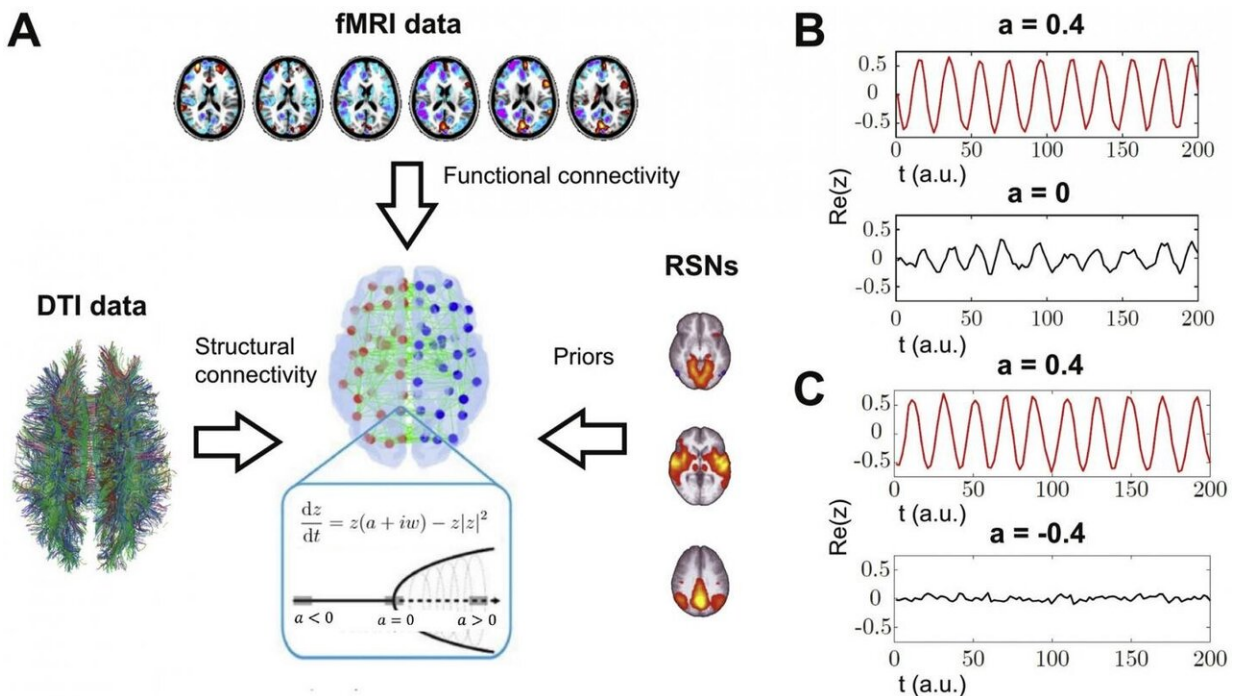 A
fMRI data
Functional connectivity
DTI data
Structural
connectivity
Priors
RSNs
dz/dt = z(a + iw) − z|z|²
a < 0
a = 0
a > 0
B
a = 0.4
0.5
0
-0.5
0
50
100
150
200
t (a.u.)
Re(z)
a = 0
0.5
0
-0.5
0
50
100
150
200
t (a.u.)
C
a = 0.4
0.5
0
-0.5
0
50
100
150
200
t (a.u.)
Re(z)
a = -0.4
0.5
0
-0.5
0
50
100
150
200
t (a.u.)